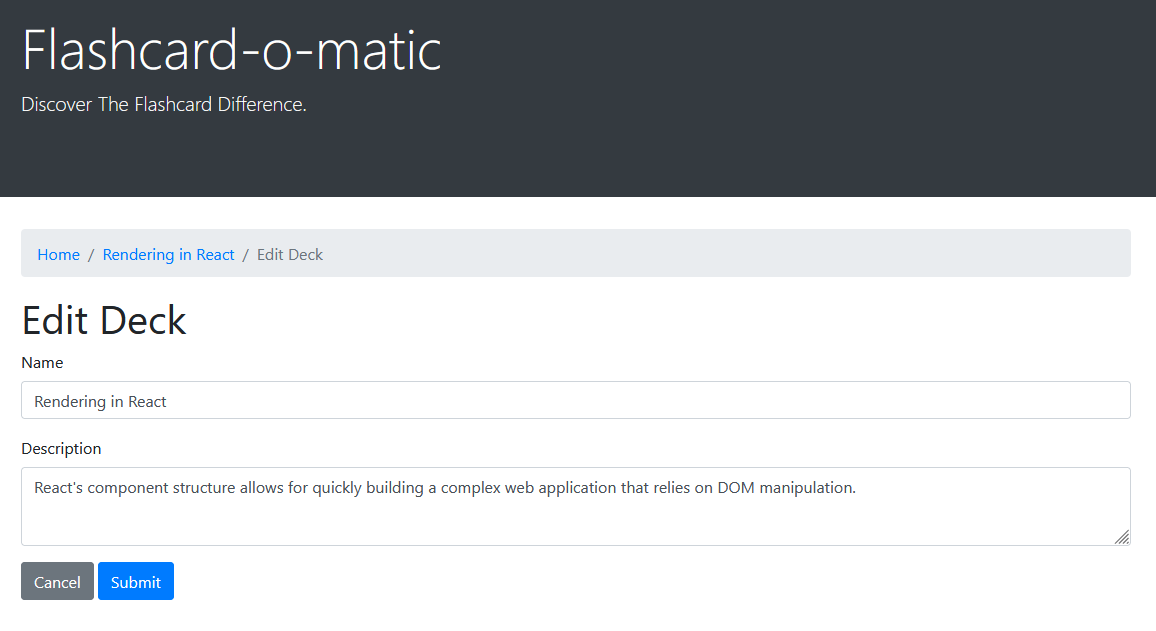 Flashcard-o-matic
Discover The Flashcard Difference.
Home / Rendering in React / Edit Deck
Edit Deck
Name
Rendering in React
Description
React's component structure allows for quickly building a complex web application that relies on DOM manipulation.
Cancel Submit